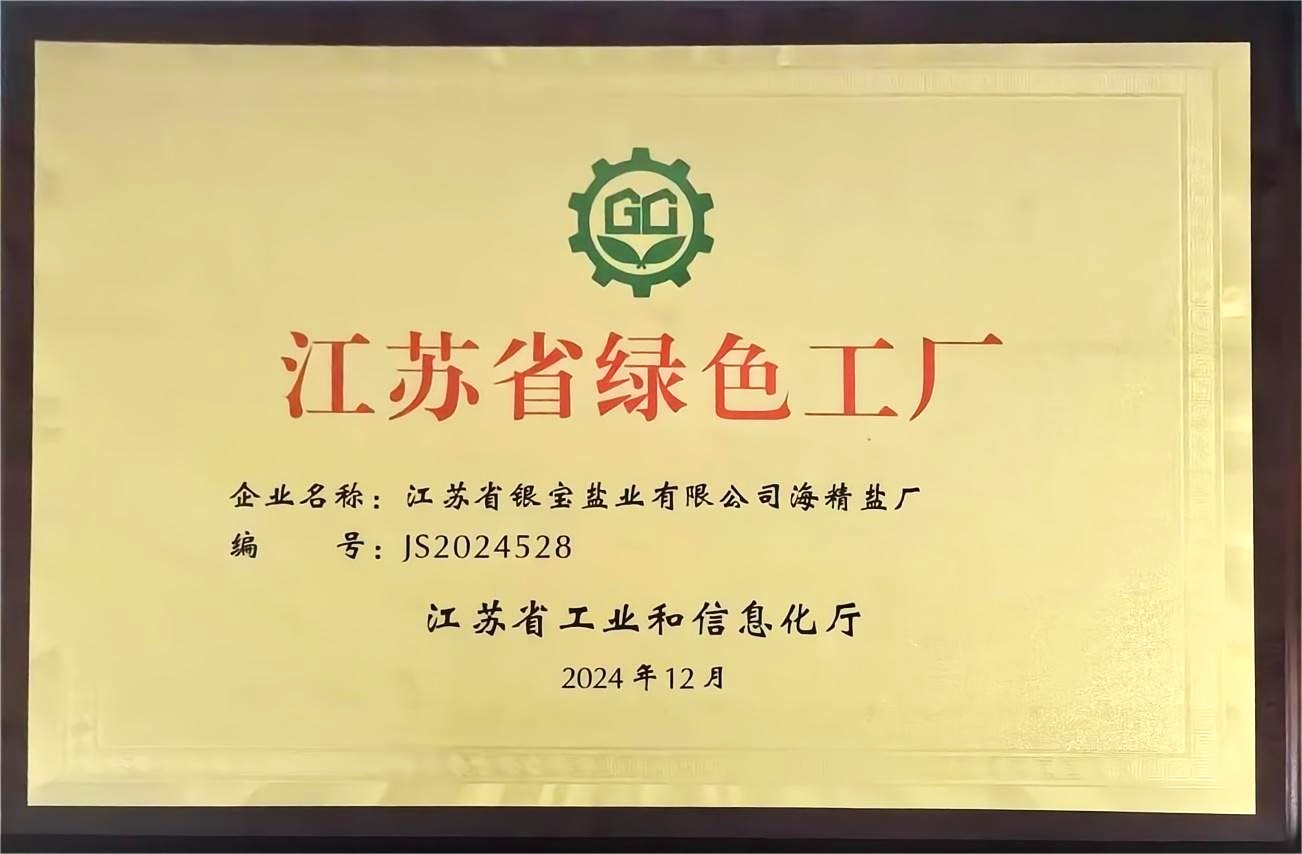 GC
江苏省绿色工厂
企业名称：江苏省银宝盐业有限公司海精盐厂
编 号：JS2024528
江苏省工业和信息化厅
2024年12月